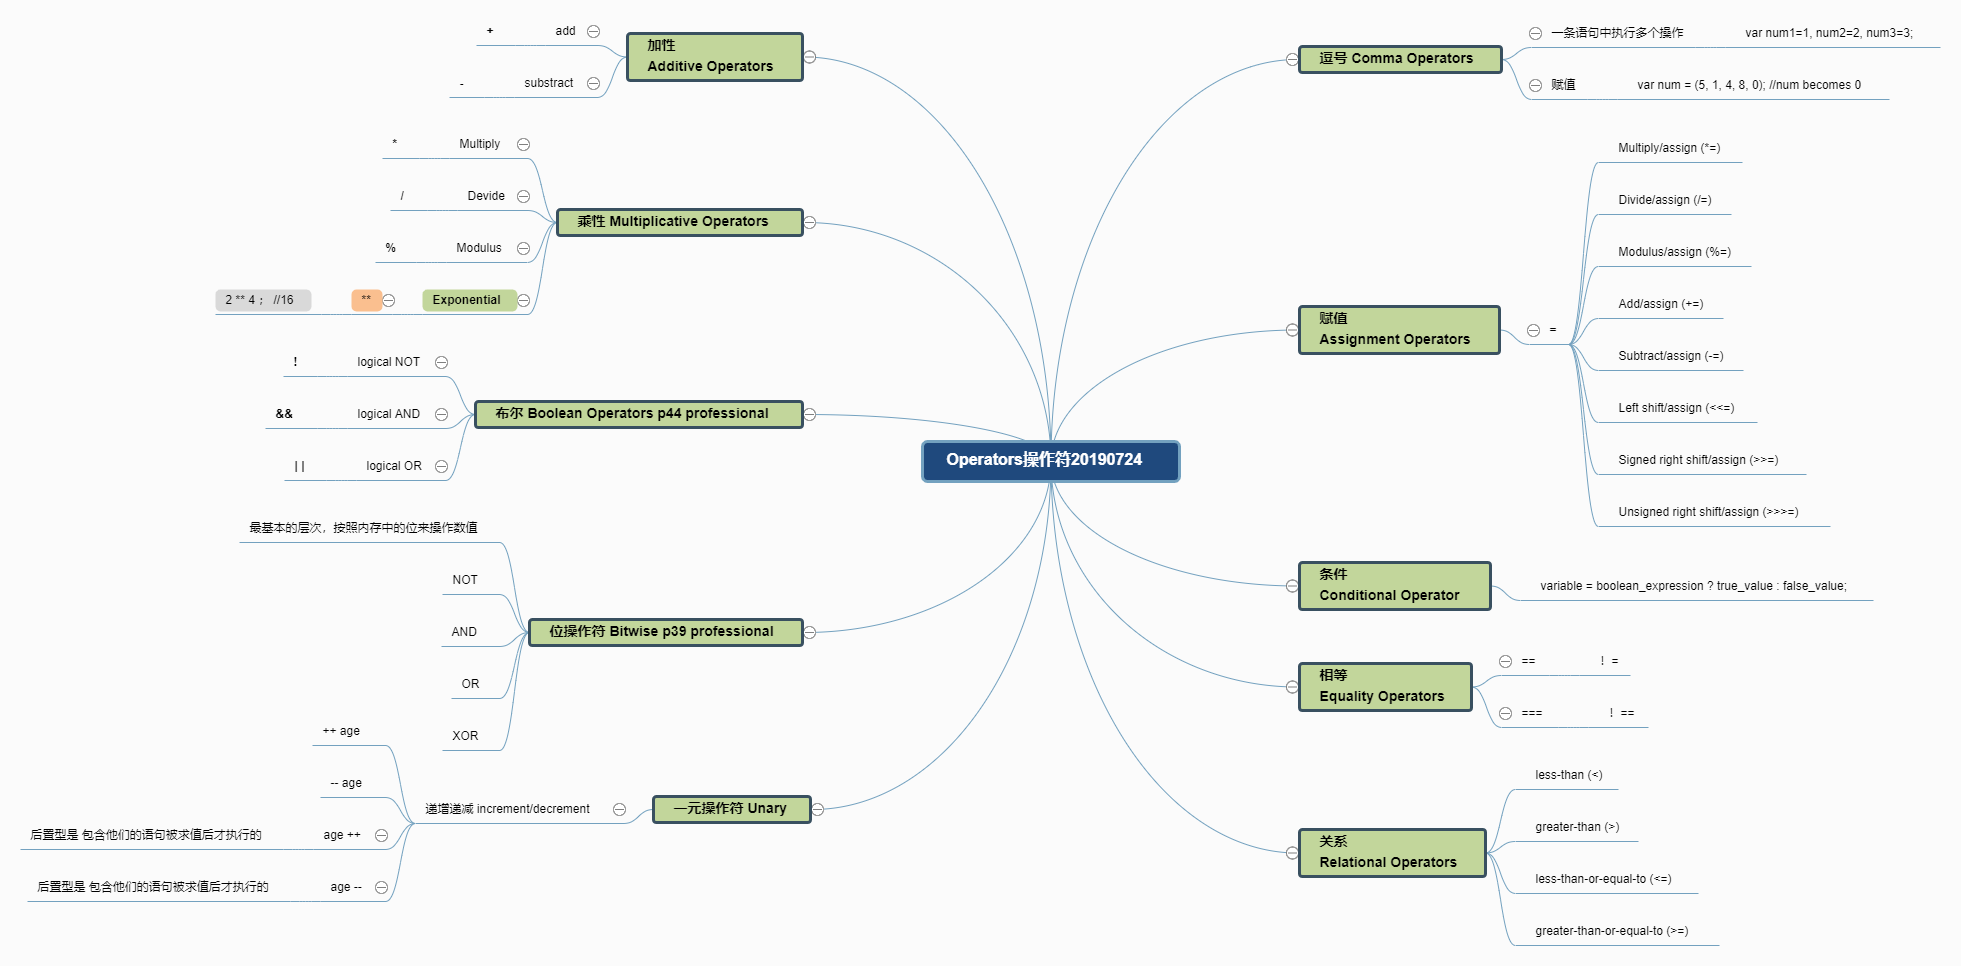 Operators操作符20190724
加性
Additive Operators
add
+
substract
-
乘性 Multiplicative Operators
Multiply
*
Devide
/
Modulus
%
Exponential
**
2 ** 4 ； //16
布尔 Boolean Operators p44 professional
logical NOT
!
logical AND
&&
logical OR
| |
位操作符 Bitwise p39 professional
最基本的层次，按照内存中的位来操作数值
NOT
AND
OR
XOR
一元操作符 Unary
递增递减 increment/decrement
++ age
-- age
age ++
后置型是 包含他们的语句被求值后才执行的
age --
后置型是 包含他们的语句被求值后才执行的
逗号 Comma Operators
一条语句中执行多个操作
var num1=1, num2=2, num3=3;
赋值
var num = (5, 1, 4, 8, 0); //num becomes 0
赋值
Assignment Operators
=
Multiply/assign (*=)
Divide/assign (/=)
Modulus/assign (%=)
Add/assign (+=)
Subtract/assign (-=)
Left shift/assign (<<=)
Signed right shift/assign (>>=)
Unsigned right shift/assign (>>>=)
条件
Conditional Operator
variable = boolean_expression ? true_value : false_value;
相等
Equality Operators
==
！=
===
！==
关系
Relational Operators
less-than (<)
greater-than (>)
less-than-or-equal-to (<=)
greater-than-or-equal-to (>=)